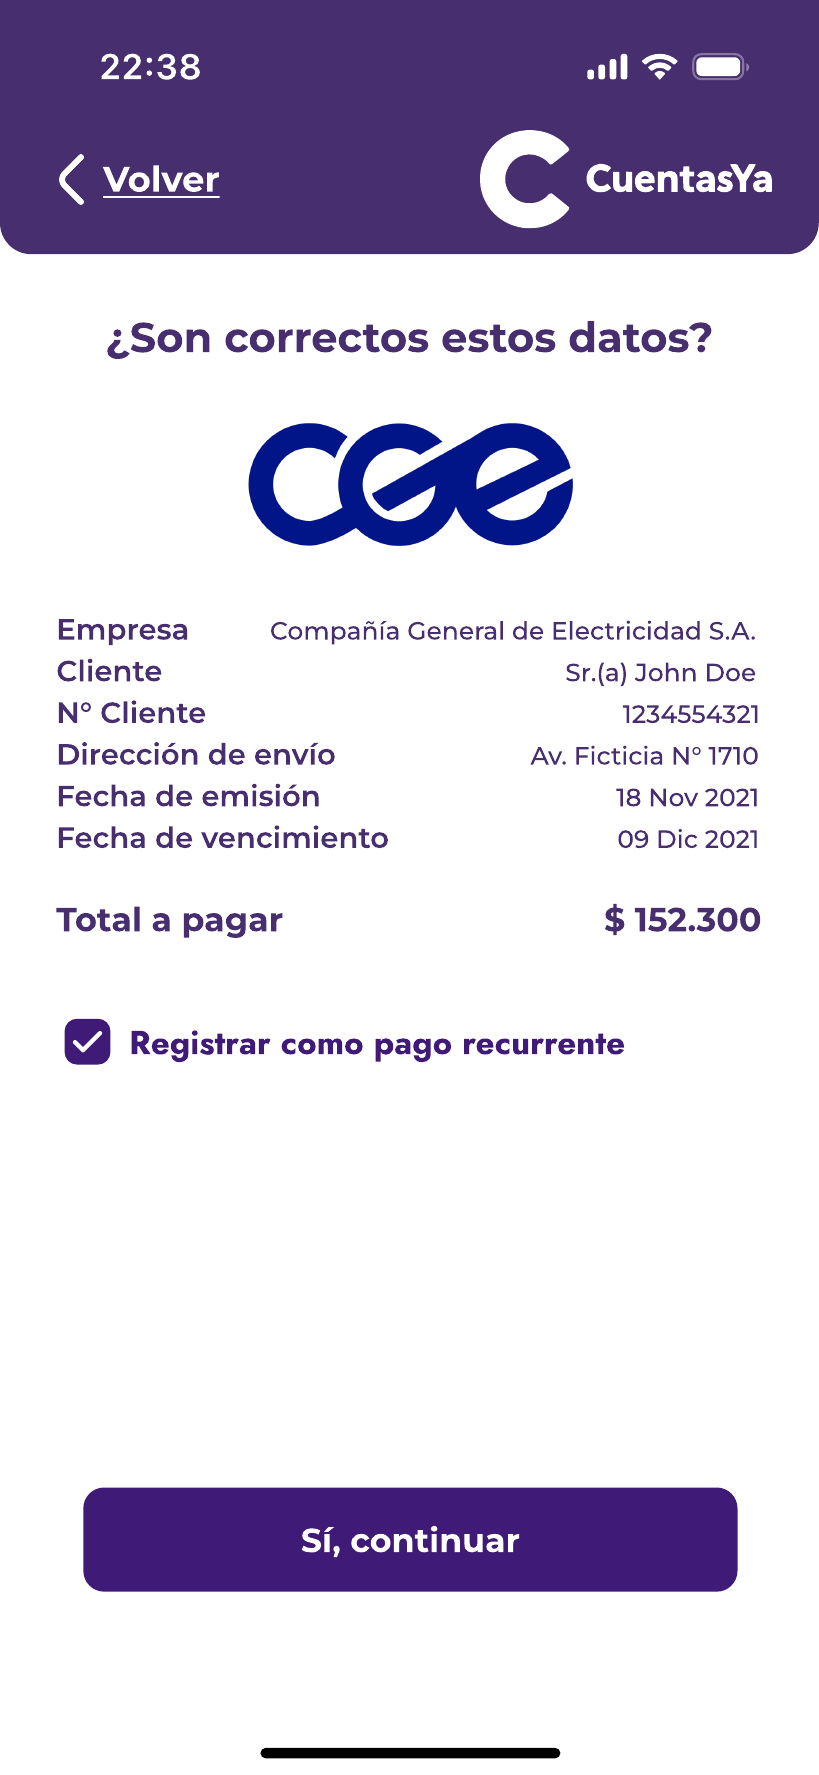 22:38
Volver
CuentasYa
¿Son correctos estos datos?
cge
Empresa Compañía General de Electricidad S.A.
Cliente Sr.(a) John Doe
N° Cliente 1234554321
Dirección de envío Av. Ficticia N° 1710
Fecha de emisión 18 Nov 2021
Fecha de vencimiento 09 Dic 2021
Total a pagar $ 152.300
Registrar como pago recurrente
Sí, continuar